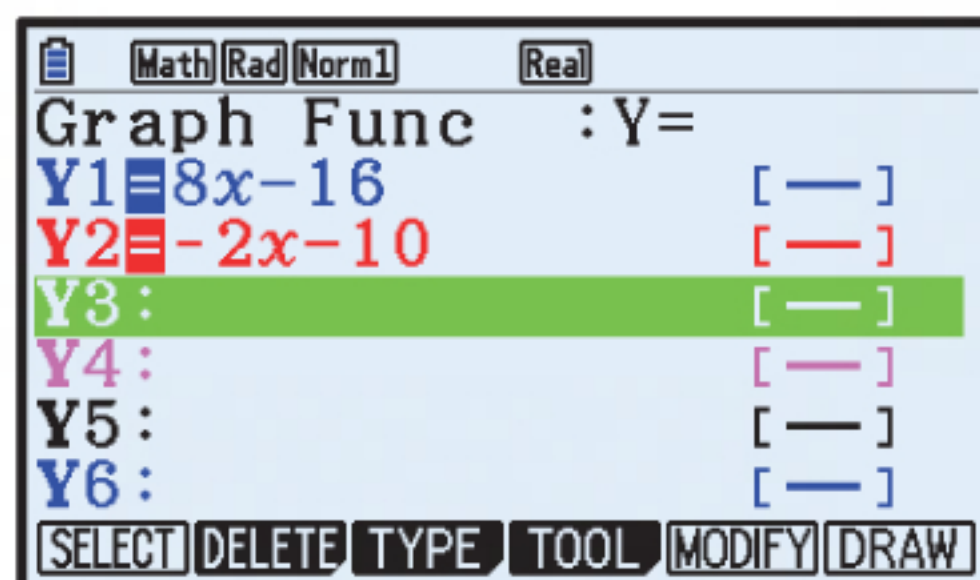 Math Rad Norm1 Real
Graph Func :Y=
Y1=8x-16 [—]
Y2=-2x-10 [—]
Y3: [—]
Y4: [—]
Y5: [—]
Y6: [—]
SELECT DELETE TYPE TOOL MODIFY DRAW